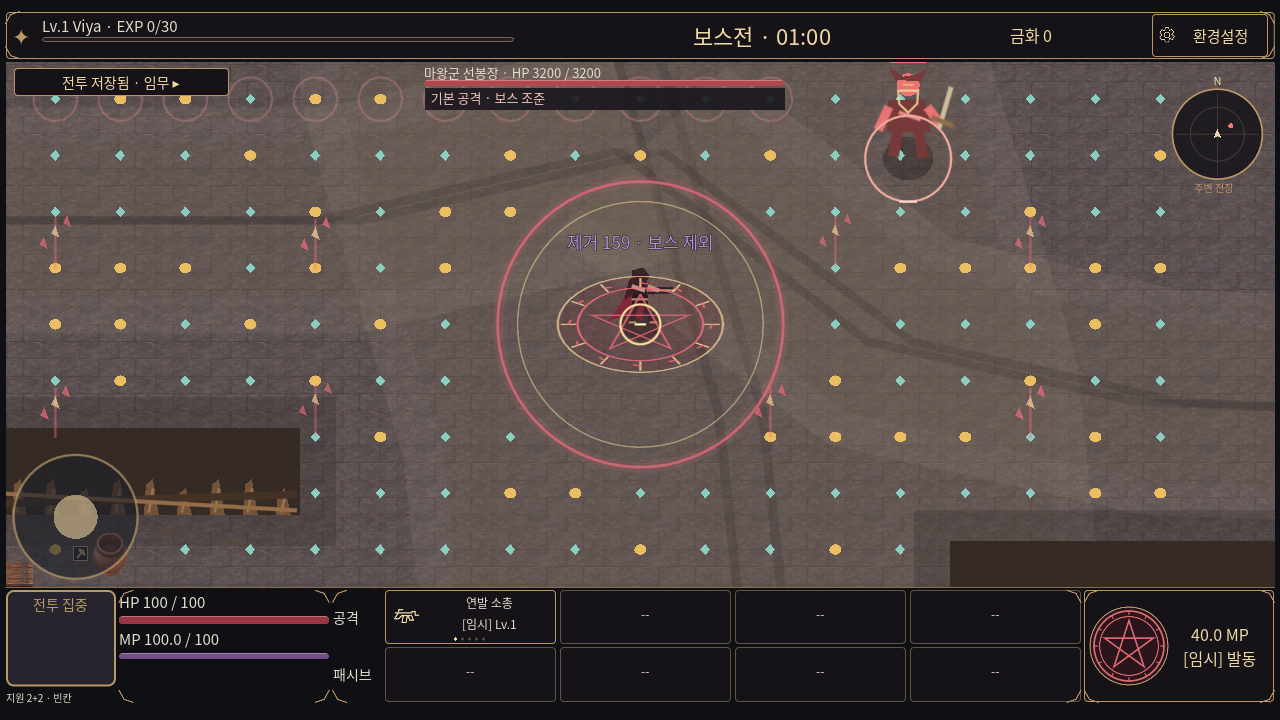 Lv.1 Viya · EXP 0/30
보스전 · 01:00
금화 0
환경설정
전투 저장됨 · 임무 ▸
마왕군 선봉장 · HP 3200 / 3200
기본 공격 · 보스 조준
N
주변 전장
제거 159 · 보스 제외
전투 집중
HP 100 / 100
MP 100.0 / 100
지원 2+2 · 빈칸
공격
패시브
연발 소총
[임시] Lv.1
--
--
--
--
--
--
--
40.0 MP
[임시] 발동